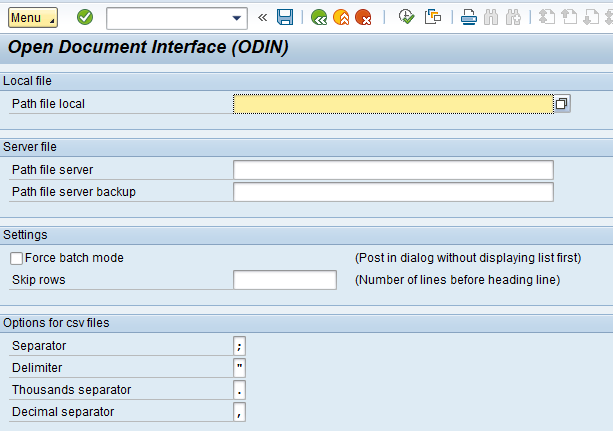 Menu
Open Document Interface (ODIN)
Local file
Path file local
Server file
Path file server
Path file server backup
Settings
Force batch mode (Post in dialog without displaying list first)
Skip rows (Number of lines before heading line)
Options for csv files
Separator ;
Delimiter "
Thousands separator .
Decimal separator ,